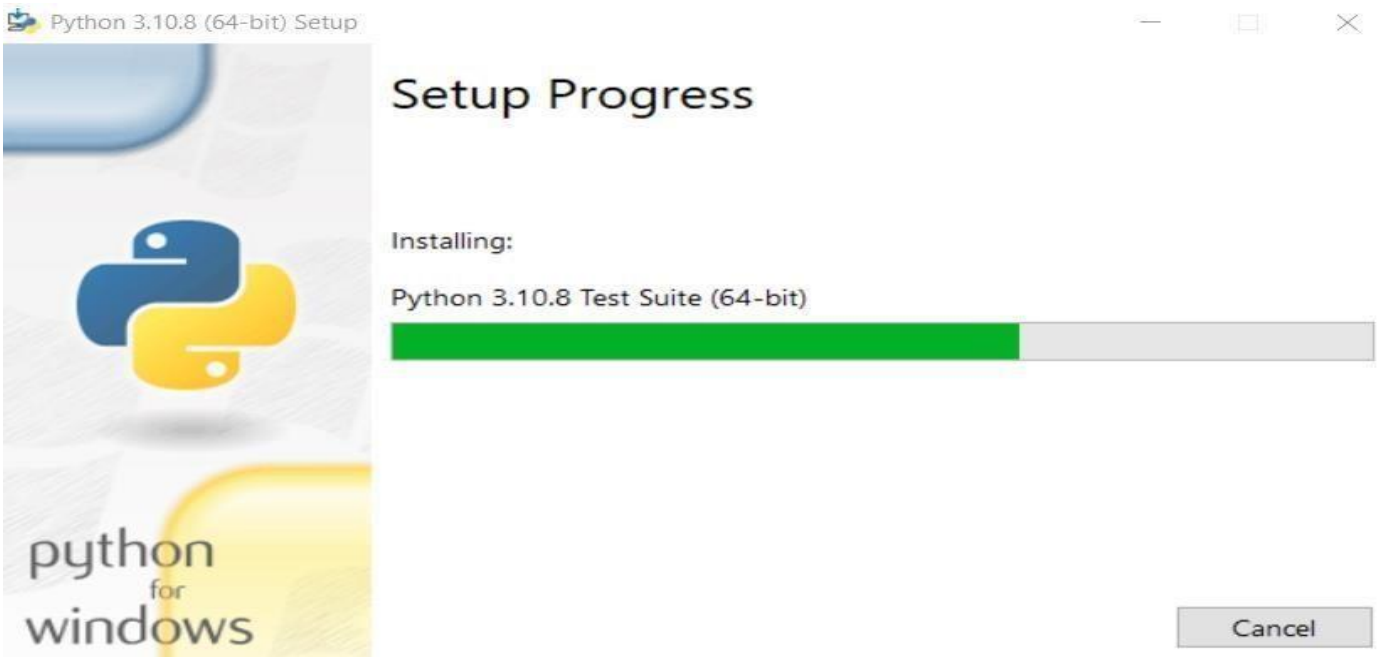 Python 3.10.8 (64-bit) Setup
Setup Progress
Installing:
Python 3.10.8 Test Suite (64-bit)
python
for
windows
Cancel